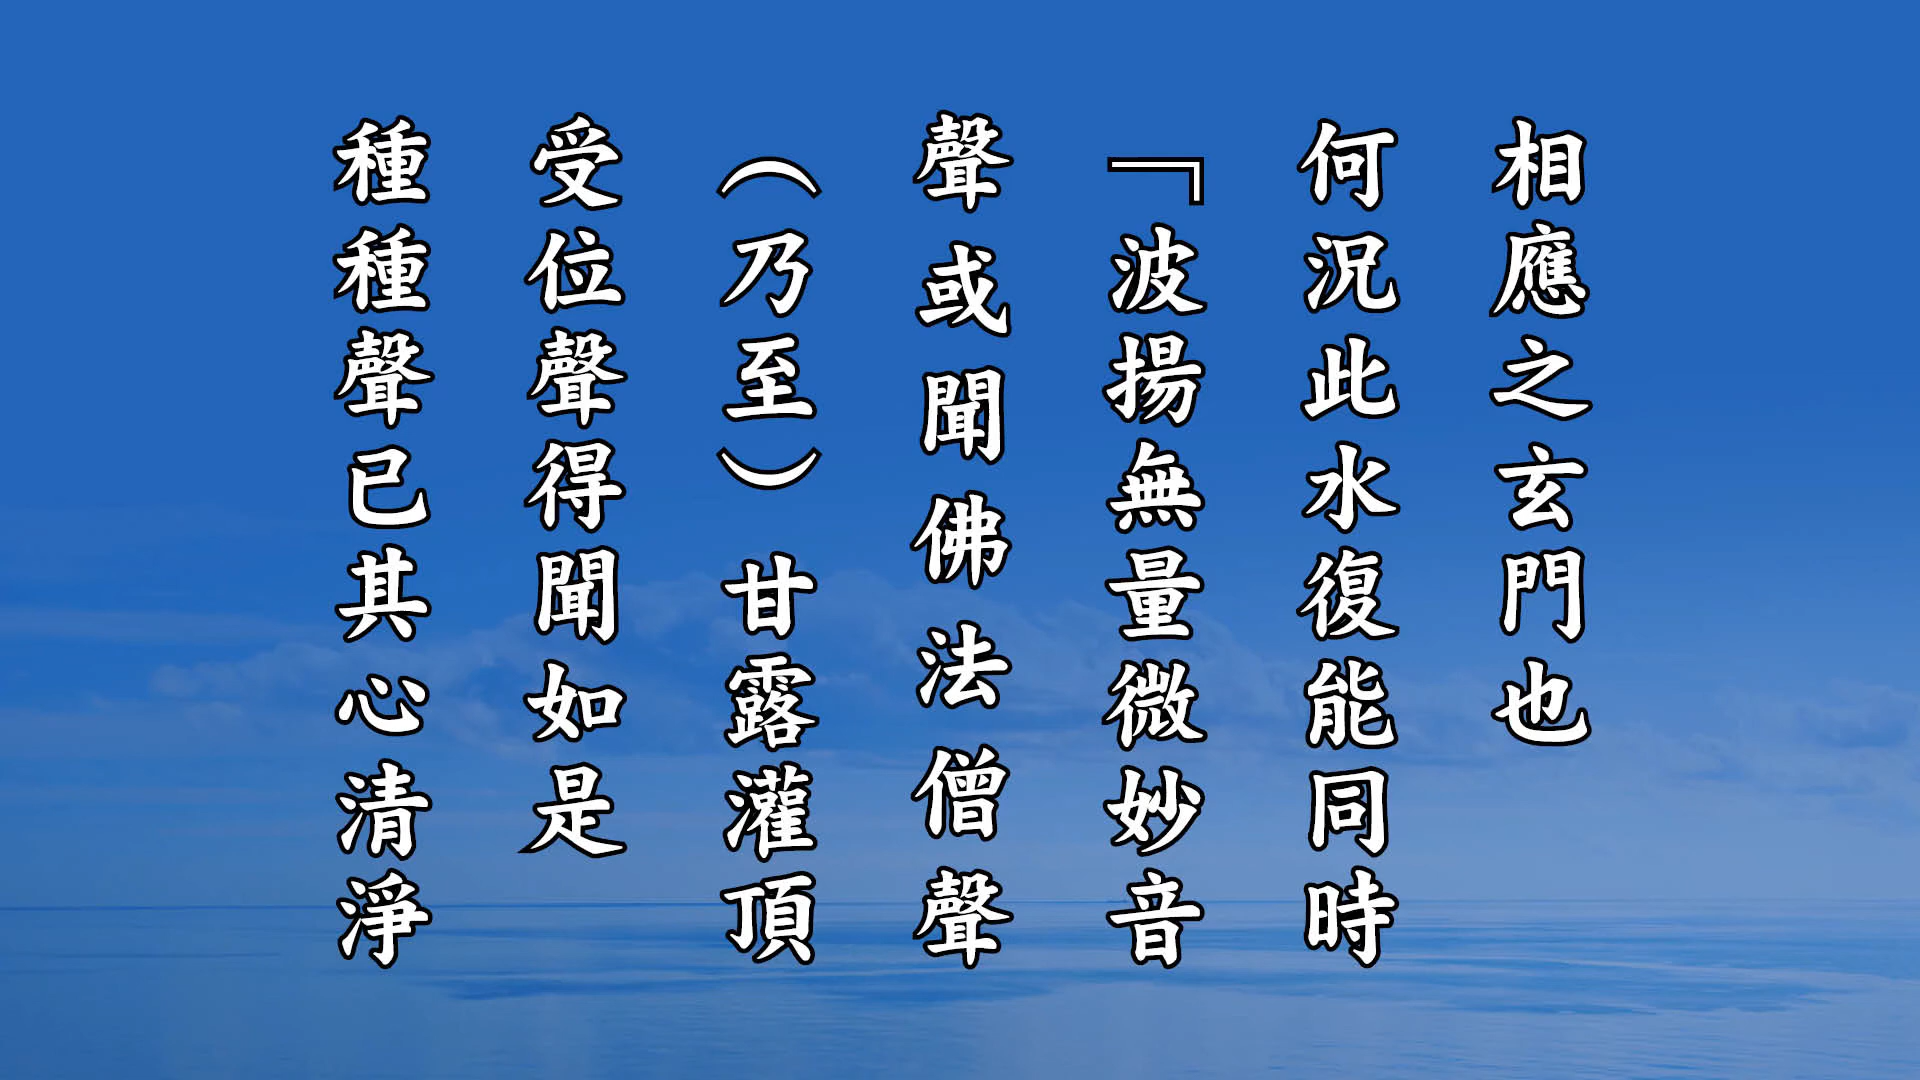 相應之玄門也
何況此水復能同時
「波揚無量微妙音
聲或聞佛法僧聲
（乃至）甘露灌頂
受位聲得聞如是
種種聲已其心清淨